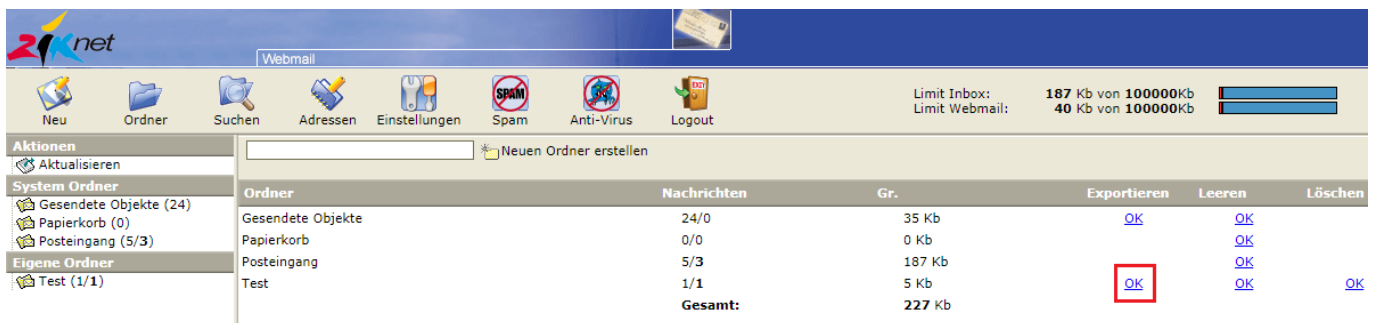 21Knet
Webmail
Neu Ordner Suchen Adressen Einstellungen SPAM Spam Anti-Virus EXIT Logout
Limit Inbox: 187 Kb von 100000Kb
Limit Webmail: 40 Kb von 100000Kb
Aktionen
Aktualisieren
System Ordner
Gesendete Objekte (24)
Papierkorb (0)
Posteingang (5/3)
Eigene Ordner
Test (1/1)
Neuen Ordner erstellen
Ordner Nachrichten Gr. Exportieren Leeren Löschen
Gesendete Objekte 24/0 35 Kb OK OK
Papierkorb 0/0 0 Kb OK
Posteingang 5/3 187 Kb OK
Test 1/1 5 Kb OK OK OK
Gesamt: 227 Kb